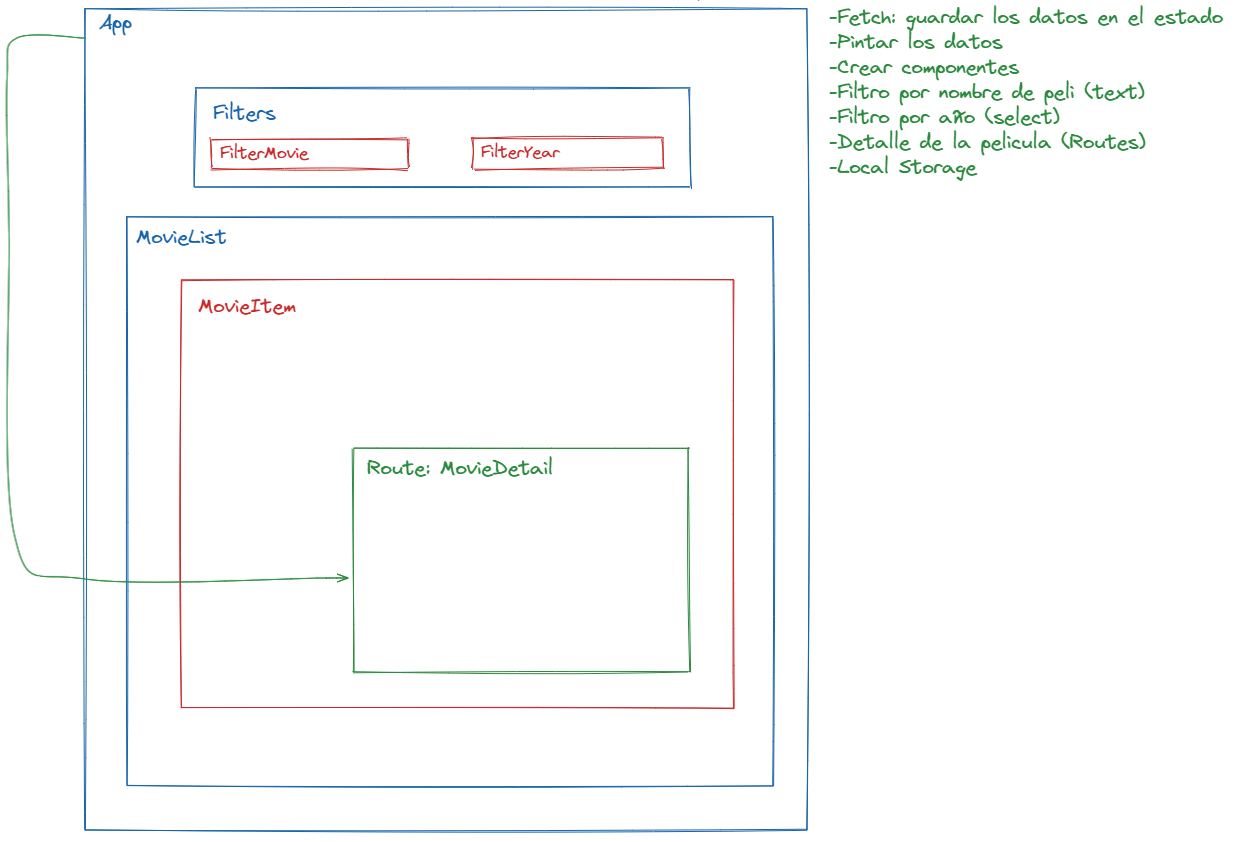 App
-Fetch: guardar los datos en el estado
-Pintar los datos
-Crear componentes
-Filtro por nombre de peli (text)
-Filtro por año (select)
-Detalle de la pelicula (Routes)
-Local Storage
Filters
FilterMovie
FilterYear
MovieList
MovieItem
Route: MovieDetail